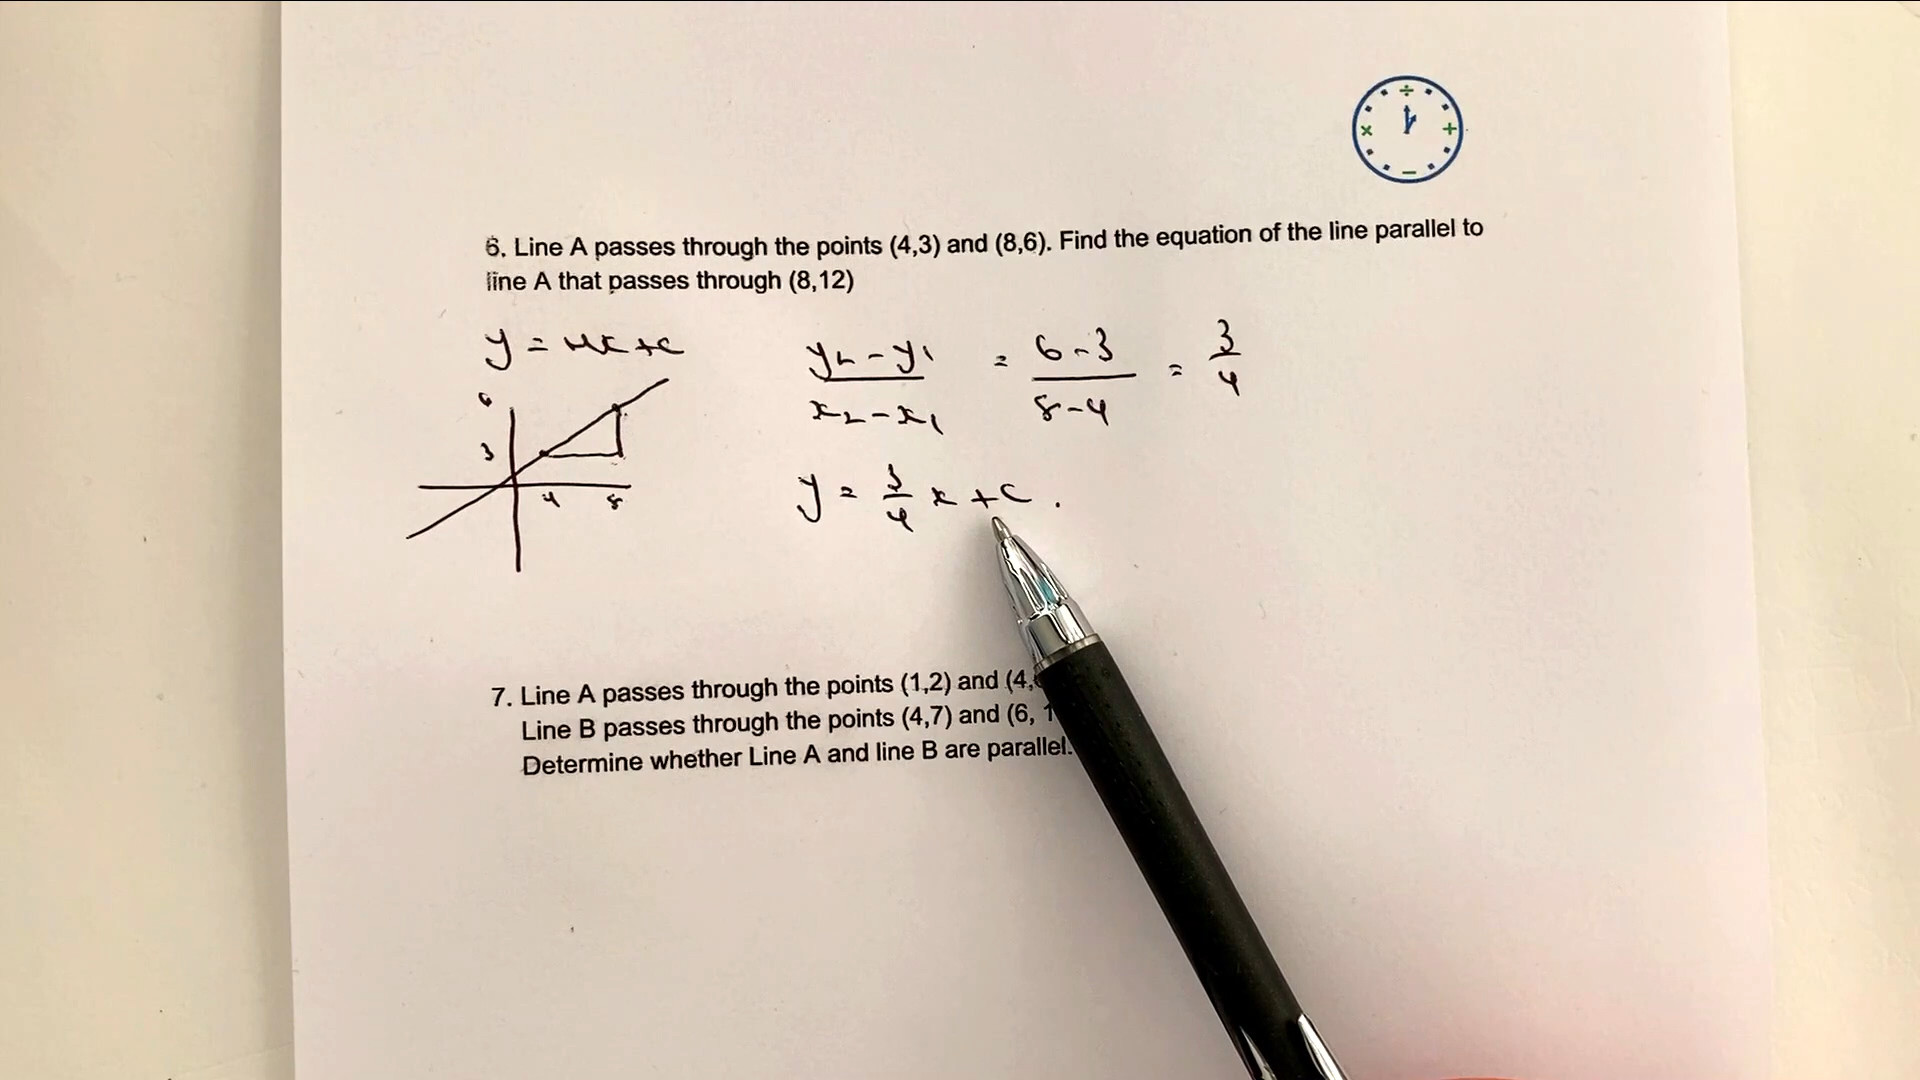 6. Line A passes through the points (4,3) and (8,6). Find the equation of the line parallel to
line A that passes through (8,12)
y = mx + c
y2 - y1 / x2 - x1 = 6 - 3 / 8 - 4 = 3/4
6
3
4 8
y = 3/4 x + c .
7. Line A passes through the points (1,2) and (4,
Line B passes through the points (4,7) and (6,
Determine whether Line A and line B are parallel.
÷
× +
−